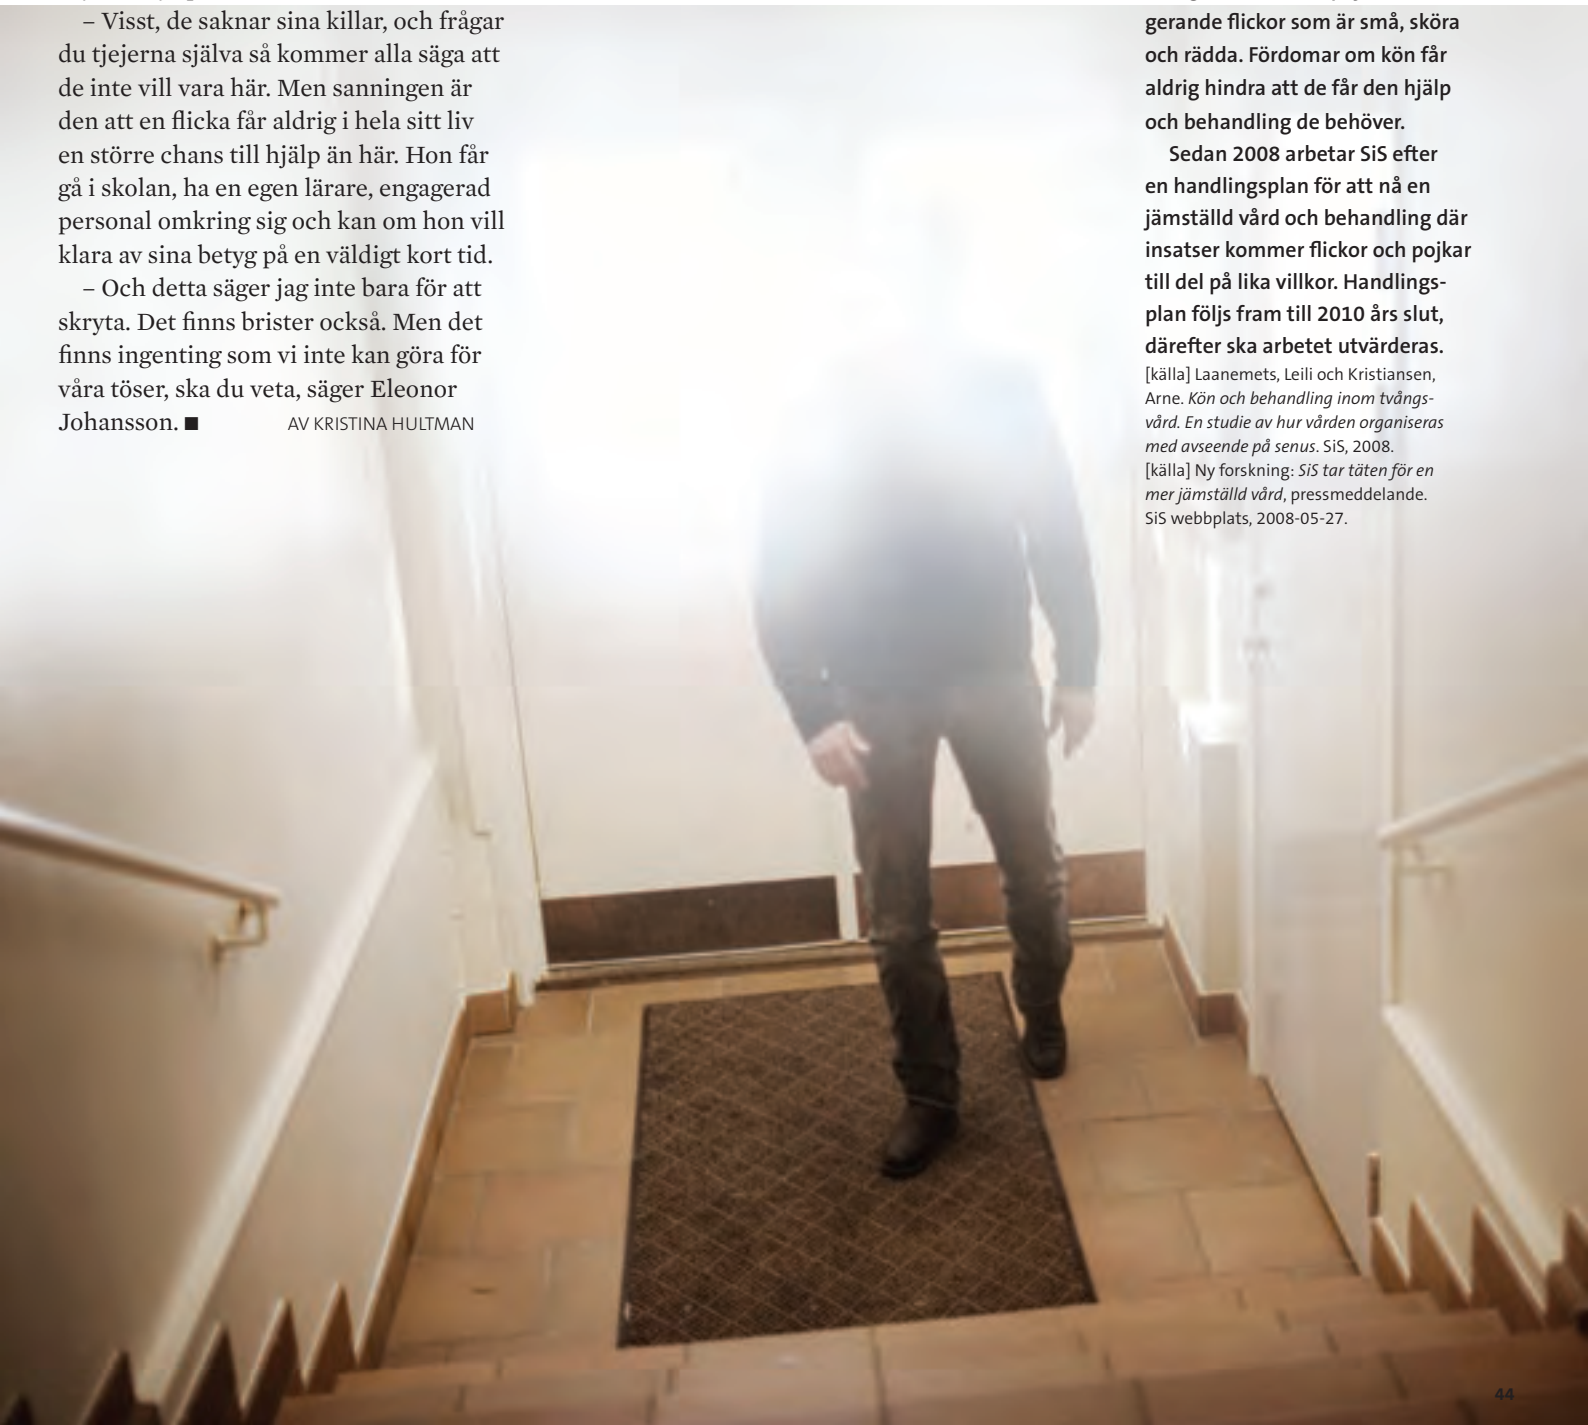 – Visst, de saknar sina killar, och frågar
du tjejerna själva så kommer alla säga att
de inte vill vara här. Men sanningen är
den att en flicka får aldrig i hela sitt liv
en större chans till hjälp än här. Hon får
gå i skolan, ha en egen lärare, engagerad
personal omkring sig och kan om hon vill
klara av sina betyg på en väldigt kort tid.
– Och detta säger jag inte bara för att
skryta. Det finns brister också. Men det
finns ingenting som vi inte kan göra för
våra töser, ska du veta, säger Eleonor
Johansson. ■ AV KRISTINA HULTMAN
gerande flickor som är små, sköra
och rädda. Fördomar om kön får
aldrig hindra att de får den hjälp
och behandling de behöver.
Sedan 2008 arbetar SiS efter
en handlingsplan för att nå en
jämställd vård och behandling där
insatser kommer flickor och pojkar
till del på lika villkor. Handlings-
plan följs fram till 2010 års slut,
därefter ska arbetet utvärderas.
[källa] Laanemets, Leili och Kristiansen,
Arne. Kön och behandling inom tvångs-
vård. En studie av hur vården organiseras
med avseende på senus. SiS, 2008.
[källa] Ny forskning: SiS tar täten för en
mer jämställd vård, pressmeddelande.
SiS webbplats, 2008-05-27.
44